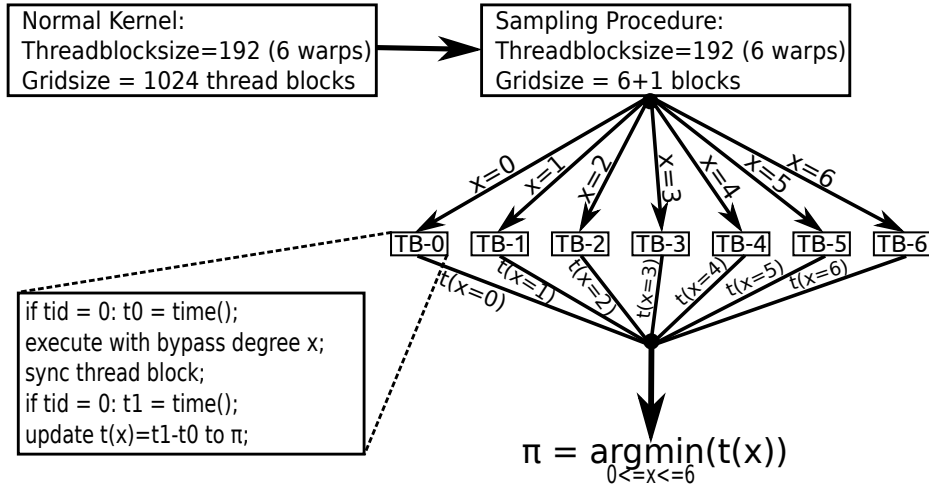 Normal Kernel:
Threadblocksize=192 (6 warps)
Gridsize = 1024 thread blocks
Sampling Procedure:
Threadblocksize=192 (6 warps)
Gridsize = 6+1 blocks
x=0
x=1
x=2
x=3
x=4
x=5
x=6
TB-0
TB-1
TB-2
TB-3
TB-4
TB-5
TB-6
t(x=0)
t(x=1)
t(x=2)
t(x=3)
t(x=4)
t(x=5)
t(x=6)
if tid = 0: t0 = time();
execute with bypass degree x;
sync thread block;
if tid = 0: t1 = time();
update t(x)=t1-t0 to π;
π = argmin(t(x))
0<=x<=6